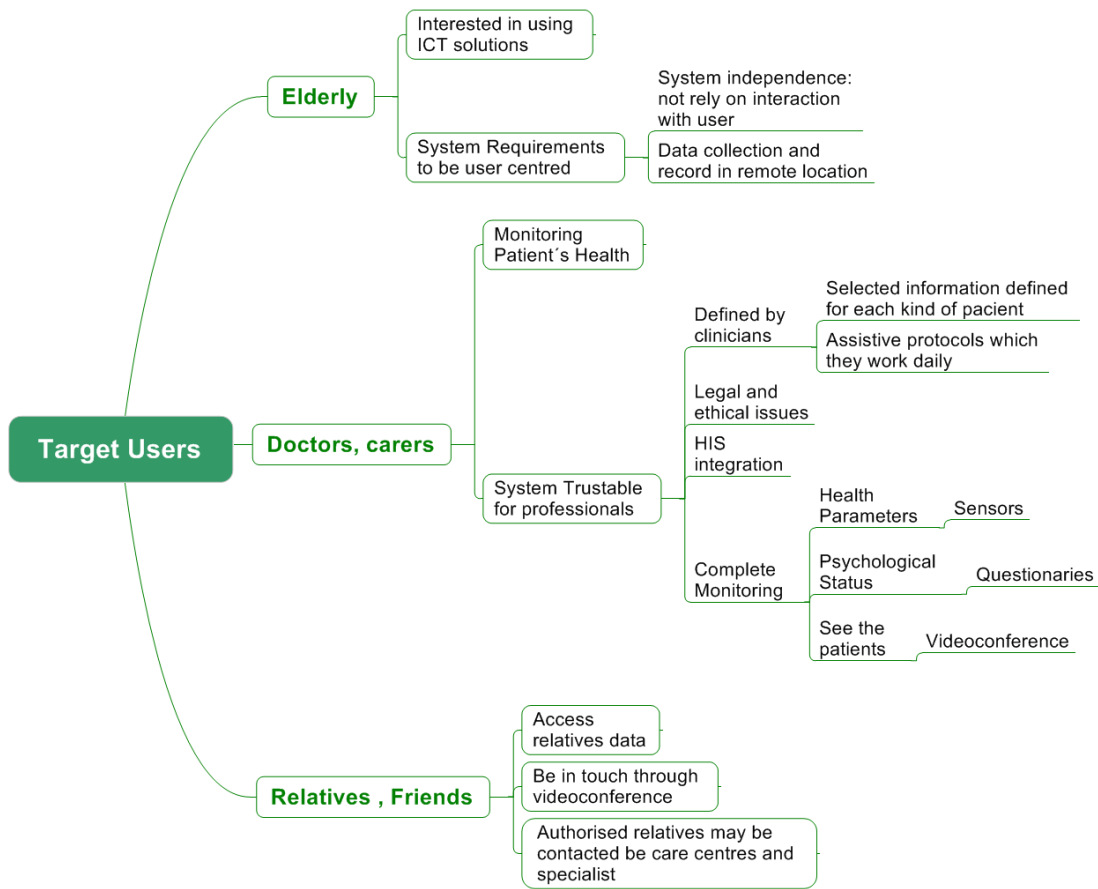 Target Users
Elderly
Interested in using
ICT solutions
System Requirements
to be user centred
System independence:
not rely on interaction
with user
Data collection and
record in remote location
Doctors, carers
Monitoring
Patient´s Health
System Trustable
for professionals
Defined by
clinicians
Selected information defined
for each kind of pacient
Assistive protocols which
they work daily
Legal and
ethical issues
HIS
integration
Complete
Monitoring
Health
Parameters
Sensors
Psychological
Status
Questionaries
See the
patients
Videoconference
Relatives , Friends
Access
relatives data
Be in touch through
videoconference
Authorised relatives may be
contacted be care centres and
specialist